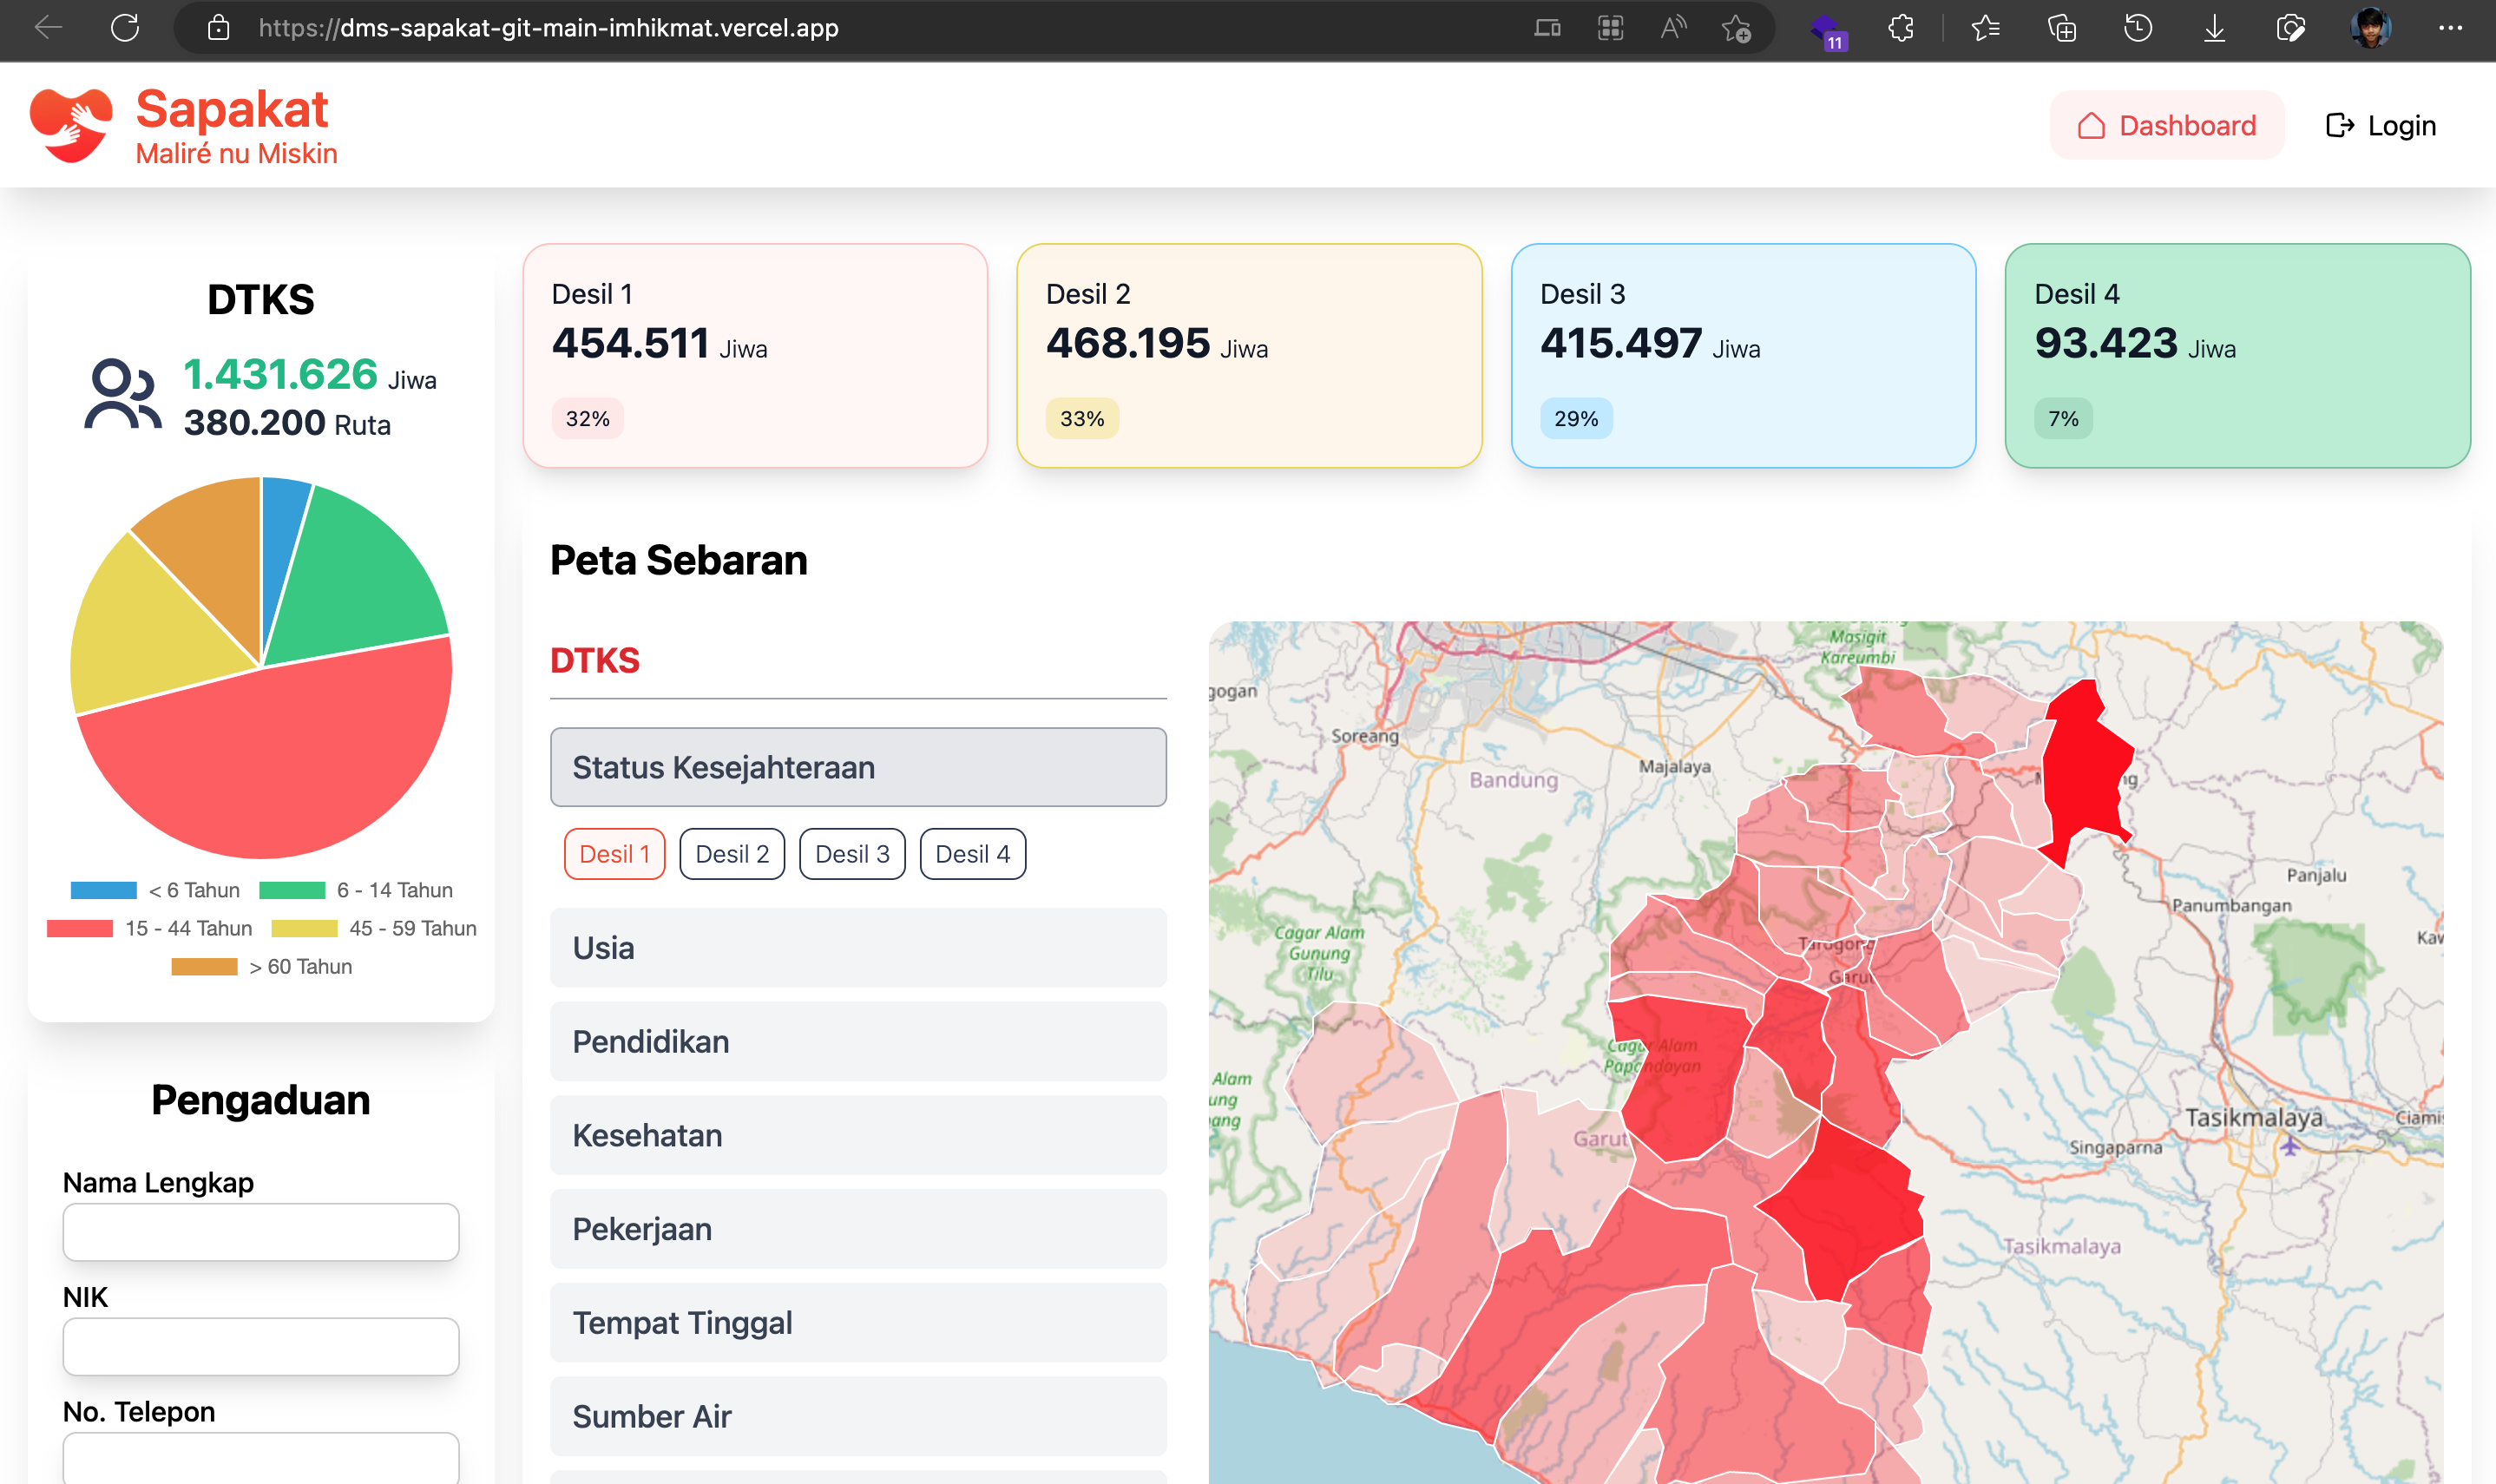 https://dms-sapakat-git-main-imhikmat.vercel.app
11
Sapakat
Maliré nu Miskin
Dashboard
Login
DTKS
1.431.626 Jiwa
380.200 Ruta
< 6 Tahun
6 - 14 Tahun
15 - 44 Tahun
45 - 59 Tahun
> 60 Tahun
Desil 1
454.511 Jiwa
32%
Desil 2
468.195 Jiwa
33%
Desil 3
415.497 Jiwa
29%
Desil 4
93.423 Jiwa
7%
Peta Sebaran
DTKS
Status Kesejahteraan
Desil 1
Desil 2
Desil 3
Desil 4
Usia
Pendidikan
Kesehatan
Pekerjaan
Tempat Tinggal
Sumber Air
Masigit
Kareumbi
gogan
Soreang
Majalaya
Bandung
Panjalu
Panumbangan
Kaw
Cagar Alam
Gunung
Tilu
Tarogong
Garut
Cagar Alam
Papandayan
Alam
ung
ang
Garut
Tasikmalaya
Ciamis
Singaparna
Tasikmalaya
Pengaduan
Nama Lengkap
NIK
No. Telepon